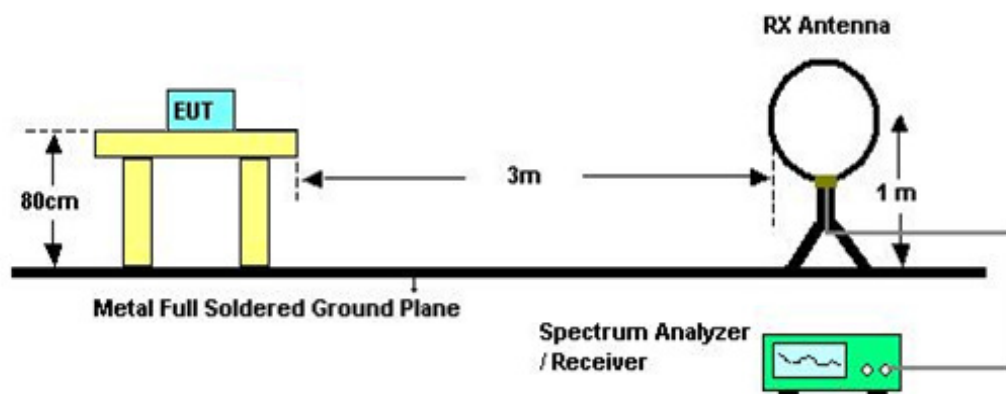 RX Antenna
EUT
80cm
3m
1 m
Metal Full Soldered Ground Plane
Spectrum Analyzer
/ Receiver